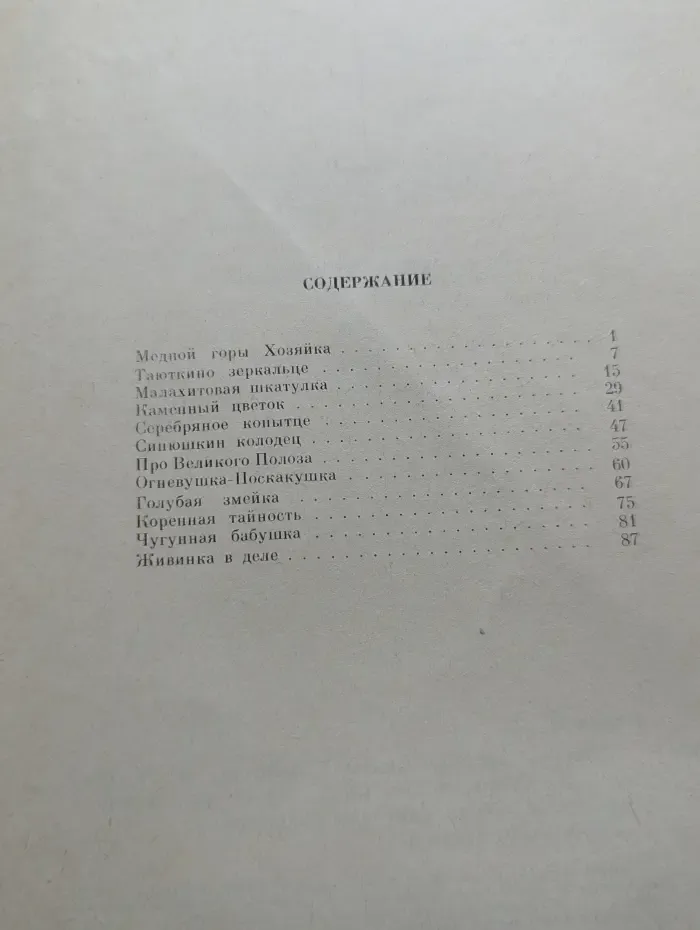 СОДЕРЖАНИЕ
Медной горы Хозяйка . . . . . . . . . . . . . . . . 1
Таюткино зеркальце . . . . . . . . . . . . . . . . 7
Малахитовая шкатулка . . . . . . . . . . . . . . . . 15
Каменный цветок . . . . . . . . . . . . . . . . 29
Серебряное копытце . . . . . . . . . . . . . . . . 41
Синюшкин колодец . . . . . . . . . . . . . . . . 47
Про Великого Полоза . . . . . . . . . . . . . . . . 55
Огневушка-Поскакушка . . . . . . . . . . . . . . . . 60
Голубая змейка . . . . . . . . . . . . . . . . 67
Коренная тайность . . . . . . . . . . . . . . . . 75
Чугунная бабушка . . . . . . . . . . . . . . . . 81
Живинка в деле . . . . . . . . . . . . . . . . 87